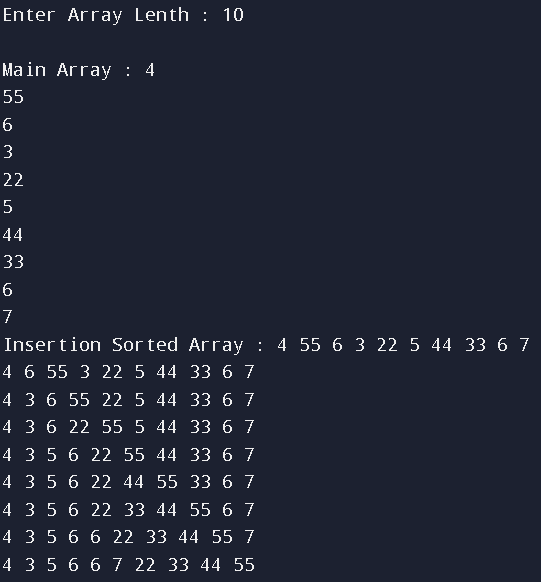 Enter Array Lenth : 10
Main Array : 4
55
6
3
22
5
44
33
6
7
Insertion Sorted Array : 4 55 6 3 22 5 44 33 6 7
4 6 55 3 22 5 44 33 6 7
4 3 6 55 22 5 44 33 6 7
4 3 6 22 55 5 44 33 6 7
4 3 5 6 22 55 44 33 6 7
4 3 5 6 22 44 55 33 6 7
4 3 5 6 22 33 44 55 6 7
4 3 5 6 6 22 33 44 55 7
4 3 5 6 6 7 22 33 44 55